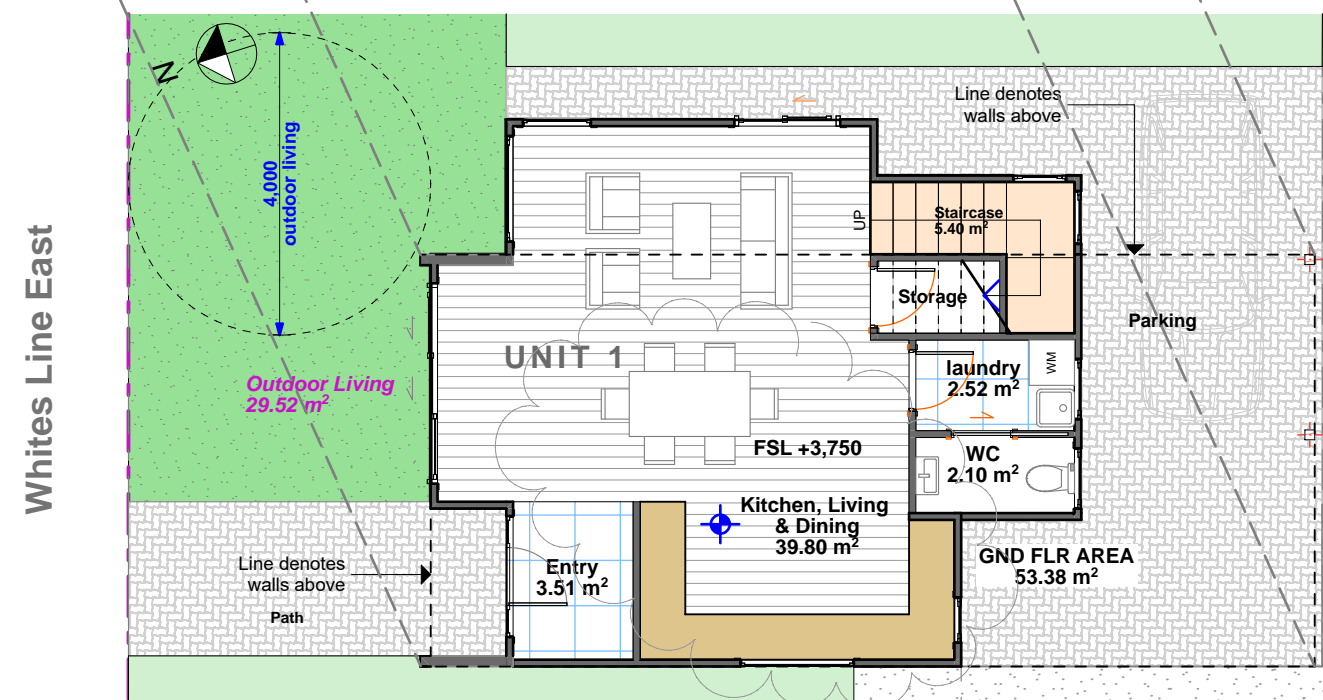 Whites Line East
N
4,000
outdoor living
Outdoor Living
29.52 m²
Line denotes
walls above
UP
Staircase
5.40 m²
Storage
Parking
UNIT 1
laundry
2.52 m²
WM
FSL +3,750
WC
2.10 m²
Kitchen, Living
& Dining
39.80 m²
Entry
3.51 m²
GND FLR AREA
53.38 m²
Line denotes
walls above
Path